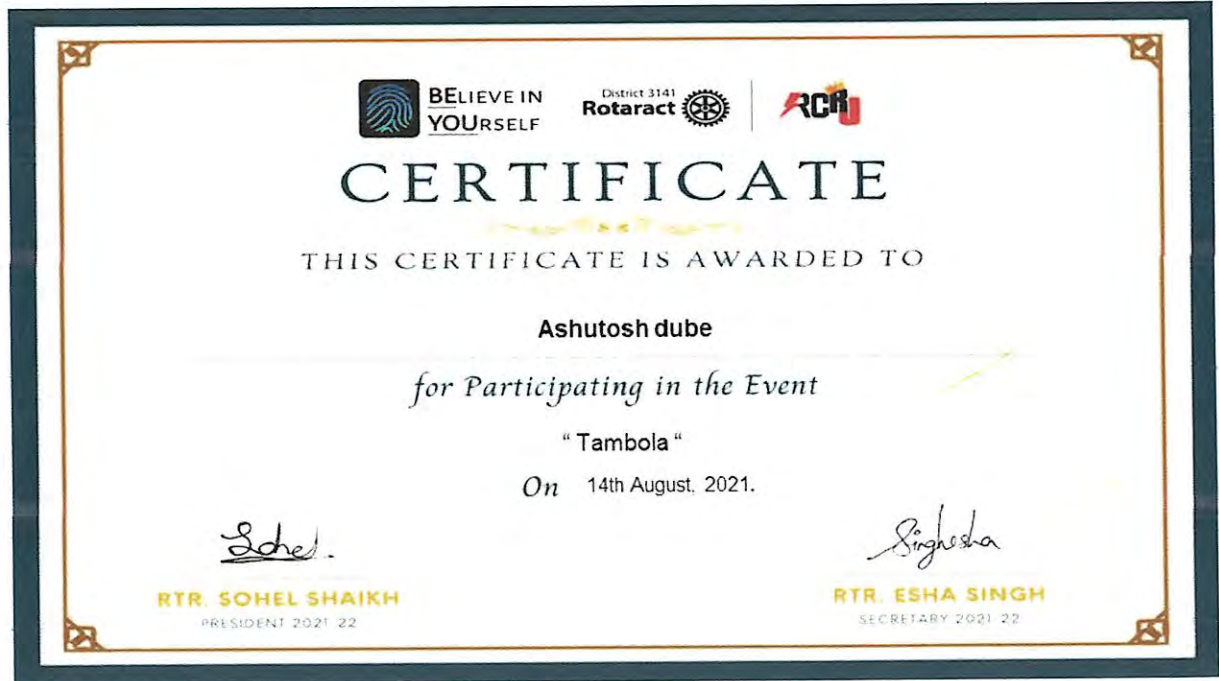 BELIEVE IN
YOURSELF
District 3141
Rotaract
RCRU
CERTIFICATE
THIS CERTIFICATE IS AWARDED TO
Ashutosh dube
for Participating in the Event
“ Tambola “
On 14th August, 2021.
Sohel.
Singhesha
RTR. SOHEL SHAIKH
PRESIDENT 2021-22
RTR. ESHA SINGH
SECRETARY 2021-22